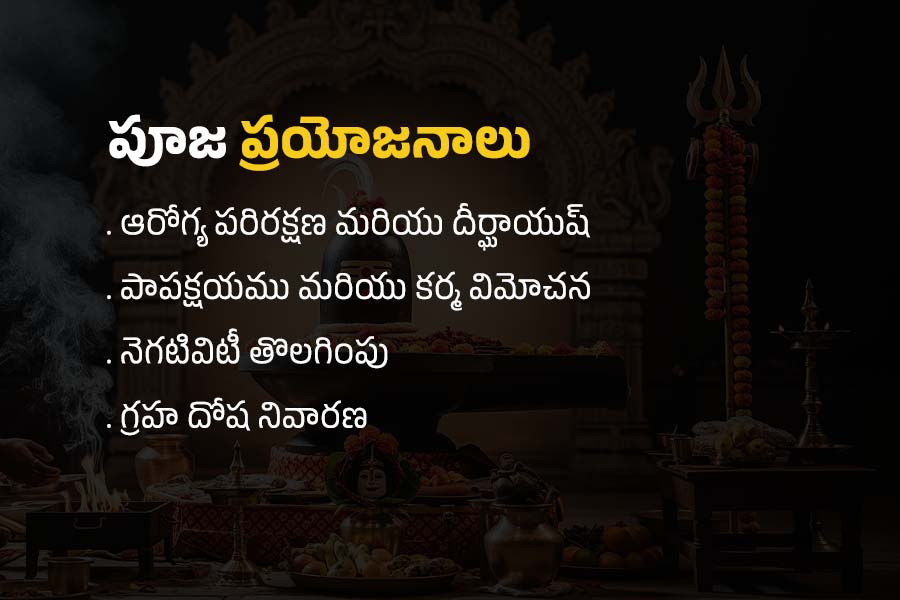 పూజ ప్రయోజనాలు
. ఆరోగ్య పరిరక్షణ మరియు దీర్ఘాయుష్
. పాపక్షయము మరియు కర్మ విమోచన
. నెగటివిటీ తొలగింపు
. గ్రహ దోష నివారణ